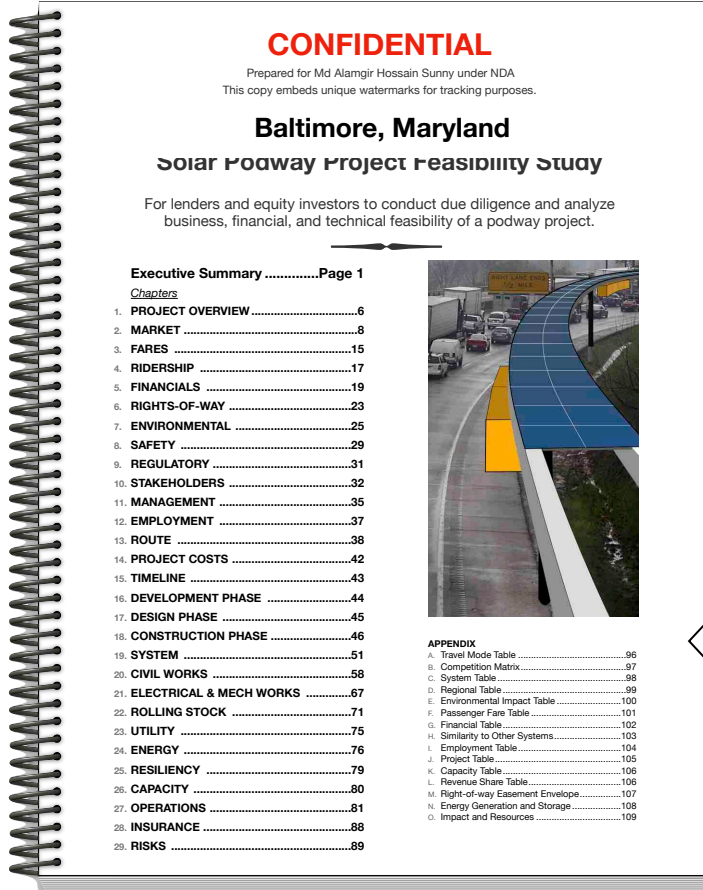 CONFIDENTIAL
Prepared for Md Alamgir Hossain Sunny under NDA
This copy embeds unique watermarks for tracking purposes.
Baltimore, Maryland
Solar Podway Project Feasibility Study
For lenders and equity investors to conduct due diligence and analyze
business, financial, and technical feasibility of a podway project.
Executive Summary ..............Page 1
Chapters
1. PROJECT OVERVIEW ................................6
2. MARKET ....................................................8
3. FARES .....................................................15
4. RIDERSHIP ..............................................17
5. FINANCIALS ............................................19
6. RIGHTS-OF-WAY .....................................23
7. ENVIRONMENTAL ....................................25
8. SAFETY ...................................................29
9. REGULATORY ..........................................31
10. STAKEHOLDERS ......................................32
11. MANAGEMENT ........................................35
12. EMPLOYMENT ........................................37
13. ROUTE ....................................................38
14. PROJECT COSTS .....................................42
15. TIMELINE ................................................43
16. DEVELOPMENT PHASE ..........................44
17. DESIGN PHASE ........................................45
18. CONSTRUCTION PHASE .........................46
19. SYSTEM ...................................................51
20. CIVIL WORKS ...........................................58
21. ELECTRICAL & MECH WORKS .............67
22. ROLLING STOCK .....................................71
23. UTILITY ....................................................75
24. ENERGY ..................................................76
25. RESILIENCY ............................................79
26. CAPACITY ................................................80
27. OPERATIONS ...........................................81
28. INSURANCE .............................................88
29. RISKS ......................................................89
RIGHT LANE ENDS
1/2 MILE
APPENDIX
A. Travel Mode Table ........................................96
B. Competition Matrix.......................................97
C. System Table ...............................................98
D. Regional Table .............................................99
E. Environmental Impact Table ........................100
F. Passenger Fare Table .................................101
G. Financial Table ............................................102
H. Similarity to Other Systems.........................103
I. Employment Table .......................................104
J. Project Table ...............................................105
K. Capacity Table ............................................106
L. Revenue Share Table ..................................106
M. Right-of-way Easement Envelope...............107
N. Energy Generation and Storage..................108
O. Impact and Resources ................................109